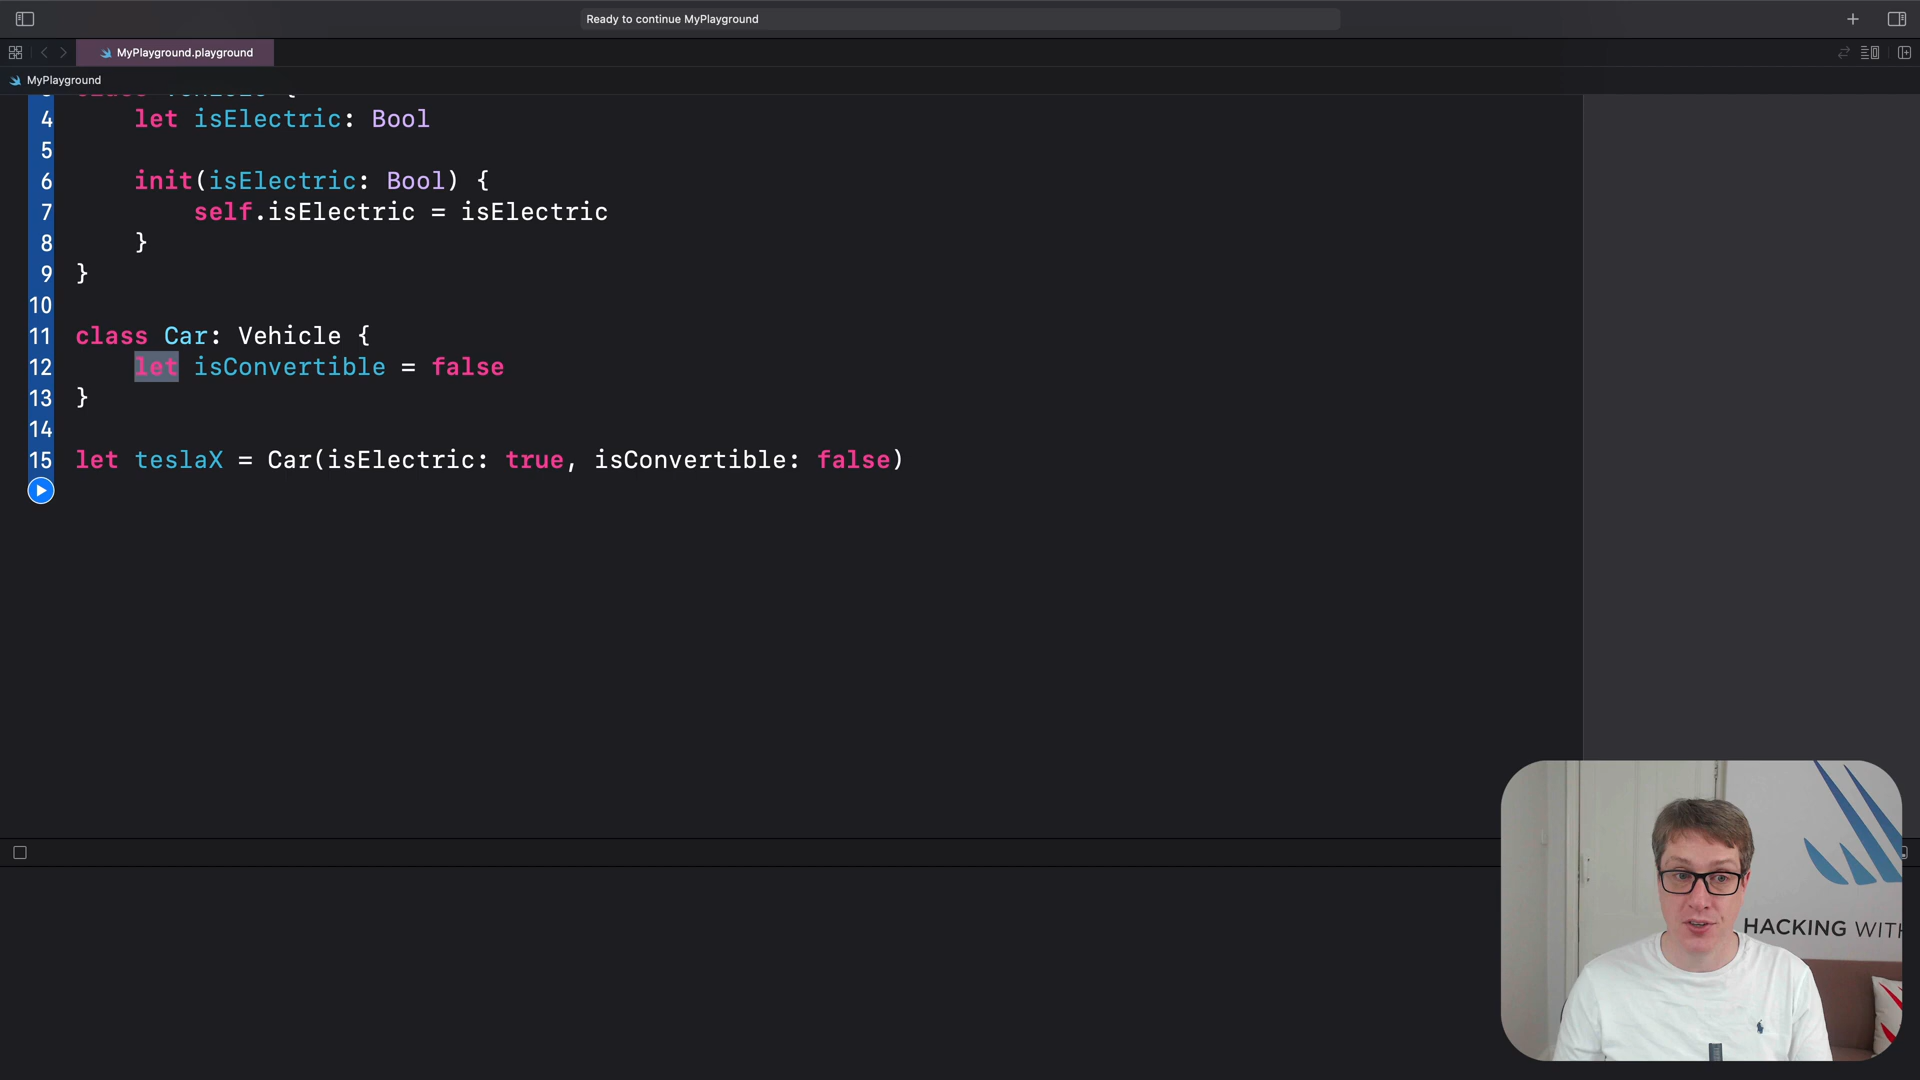 Ready to continue MyPlayground
MyPlayground.playground
MyPlayground
4 let isElectric: Bool
5
6 init(isElectric: Bool) {
7 self.isElectric = isElectric
8 }
9 }
10
11 class Car: Vehicle {
12 let isConvertible = false
13 }
14
15 let teslaX = Car(isElectric: true, isConvertible: false)
HACKING WITH